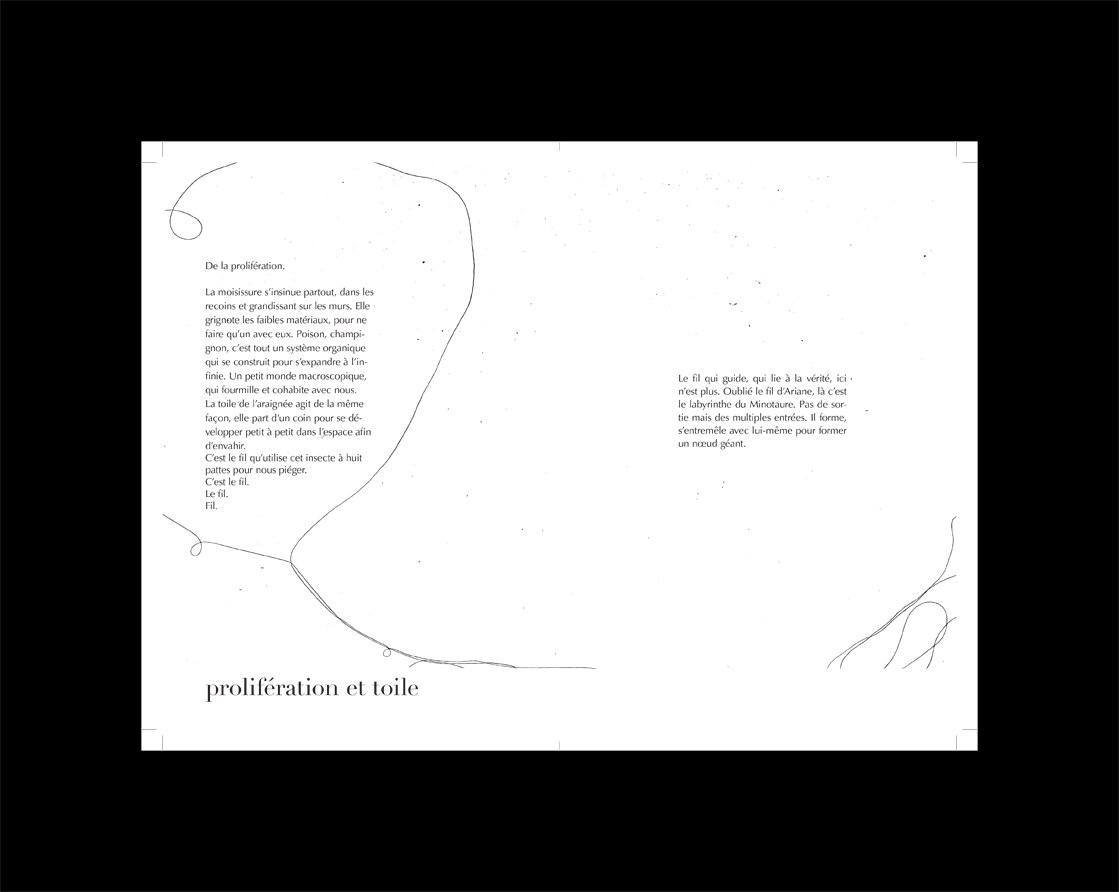 De la prolifération.
La moisissure s'insinue partout, dans les
recoins et grandissant sur les murs. Elle
grignote les faibles matériaux, pour ne
faire qu'un avec eux. Poison, champi-
gnon, c'est tout un système organique
qui se construit pour s'expandre à l'in-
finie. Un petit monde macroscopique,
qui fourmille et cohabite avec nous.
La toile de l'araignée agit de la même
façon, elle part d'un coin pour se dé-
velopper petit à petit dans l'espace afin
d'envahir.
C'est le fil qu'utilise cet insecte à huit
pattes pour nous piéger.
C'est le fil.
Le fil.
Fil.
Le fil qui guide, qui lie à la vérité, ici
n'est plus. Oublié le fil d'Ariane, là c'est
le labyrinthe du Minotaure. Pas de sor-
tie mais des multiples entrées. Il forme,
s'entremêle avec lui-même pour former
un nœud géant.
prolifération et toile